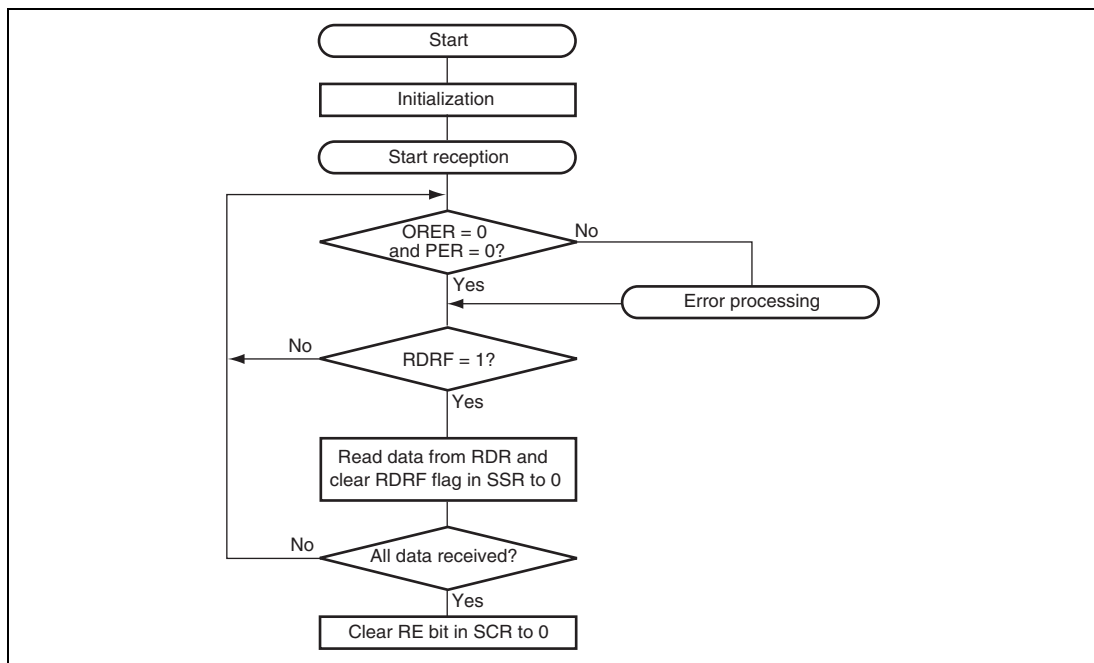 Start
Initialization
Start reception
ORER = 0
and PER = 0?
No
Yes
Error processing
No
RDRF = 1?
Yes
Read data from RDR and
clear RDRF flag in SSR to 0
No
All data received?
Yes
Clear RE bit in SCR to 0